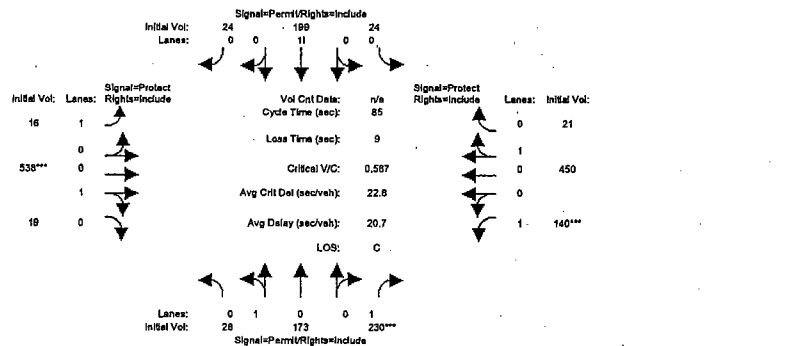 Signal=Permit/Rights=Include
Initial Vol: 24 199 24
Lanes: 0 0 1! 0 0
Signal=Protect
Initial Vol: Lanes: Rights=Include
Vol Cnt Data: n/a
Cycle Time (sec): 85
Signal=Protect
Rights=Include Lanes: Initial Vol:
16 1
0 21
Loss Time (sec): 9
0
1
538*** 0
Critical V/C: 0.587
0 450
1
Avg Crit Del (sec/veh): 22.8
0
19 0
Avg Delay (sec/veh): 20.7
1 140***
LOS: C
Lanes: 0 1 0 0 1
Initial Vol: 28 173 230***
Signal=Permit/Rights=Include